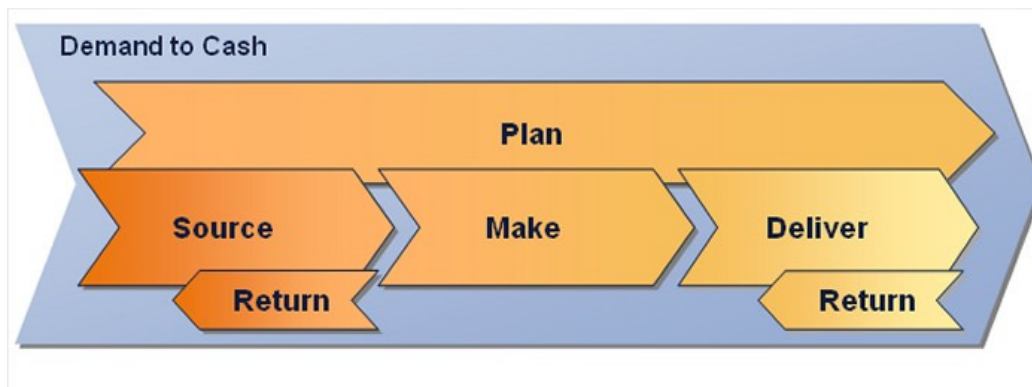 Demand to Cash
Plan
Source
Make
Deliver
Return
Return